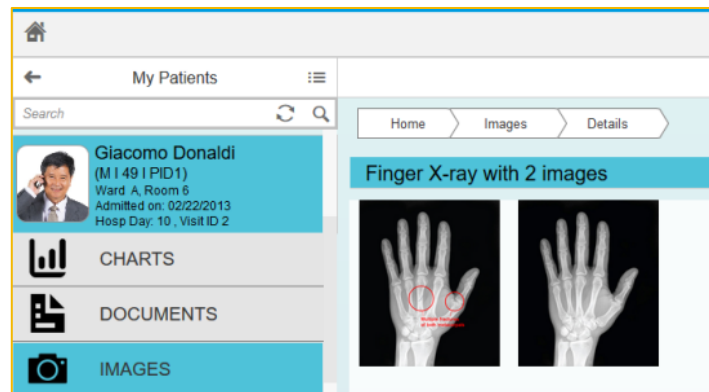 My Patients
Search
Giacomo Donaldi
(M I 49 I PID1)
Ward A, Room 6
Admitted on: 02/22/2013
Hosp Day: 10 , Visit ID 2
CHARTS
DOCUMENTS
IMAGES
Home
Images
Details
Finger X-ray with 2 images